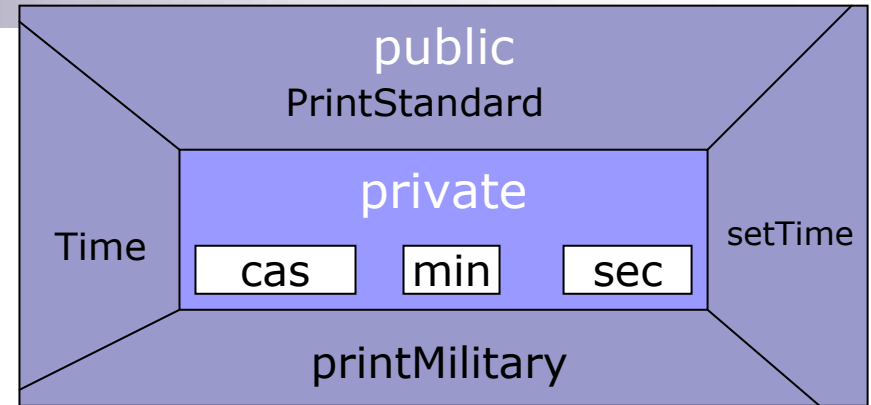 public
PrintStandard
private
Time
setTime
cas min sec
printMilitary